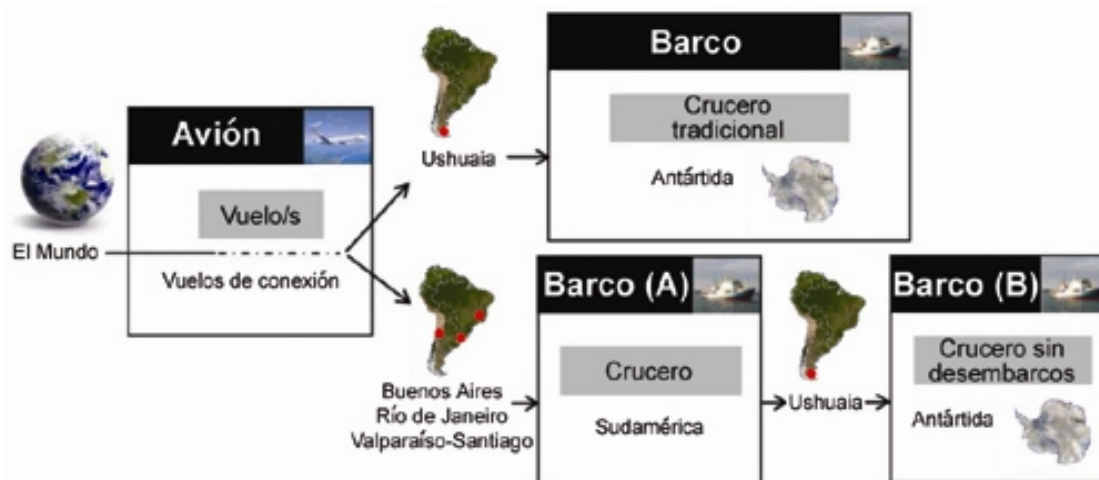 El Mundo
Avión
Vuelo/s
Vuelos de conexión
Ushuaia
Barco
Crucero
tradicional
Antártida
Buenos Aires
Río de Janeiro
Valparaíso-Santiago
Barco (A)
Crucero
Sudamérica
Ushuaia
Barco (B)
Crucero sin
desembarcos
Antártida